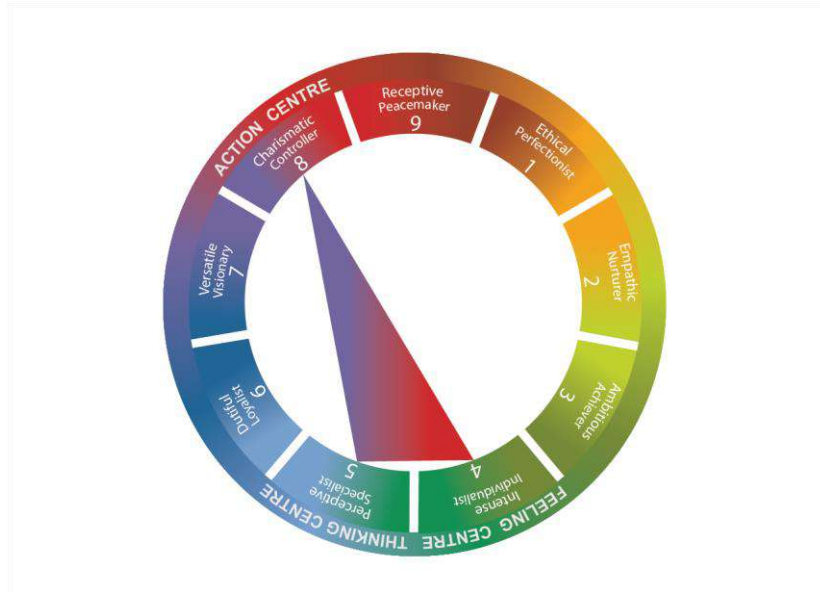 ACTION CENTRE
Receptive
Peacemaker
9
Ethical
Perfectionist
1
Empathic
Nurturer
2
Ambitious
Achiever
3
FEELING CENTRE
Intense
Individualist
4
THINKING CENTRE
Perceptive
Specialist
5
Dutiful
Loyalist
6
Versatile
Visionary
7
Charismatic
Controller
8